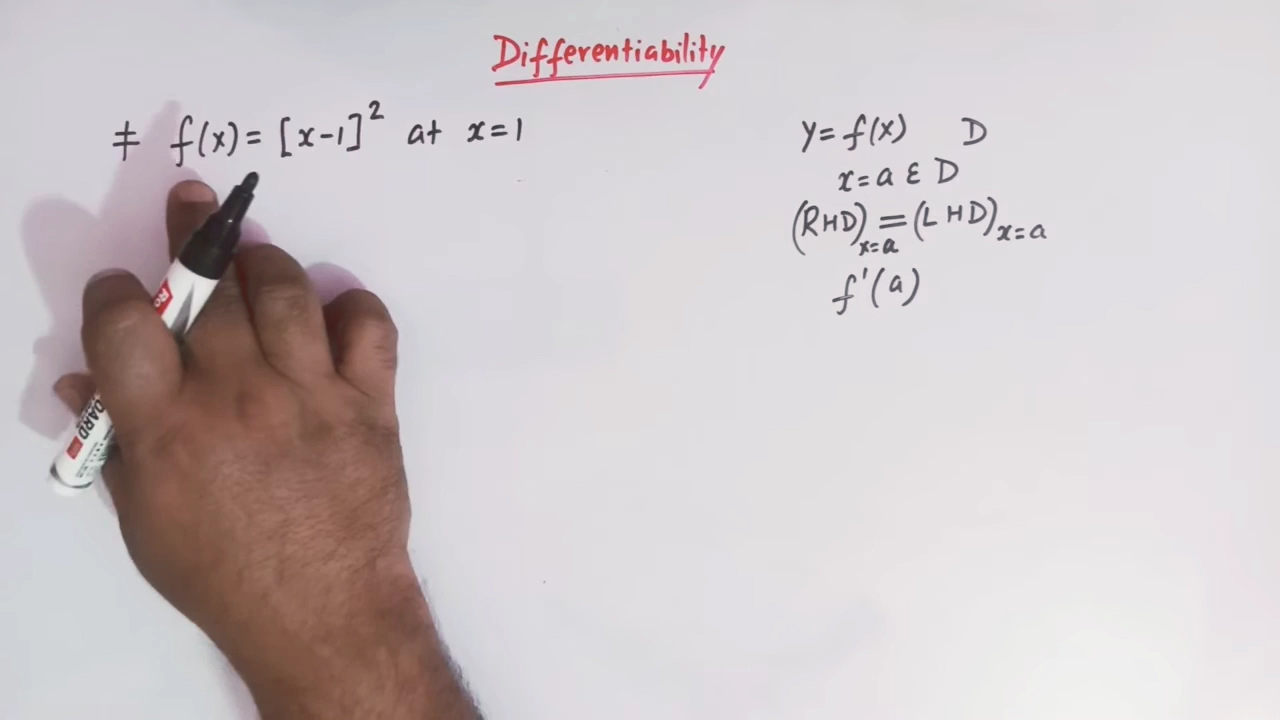 Differentiability
≠ f(x) = [x-1]² at x=1
y = f(x) D
x = a ε D
(RHD)x=a = (LHD)x=a
f'(a)